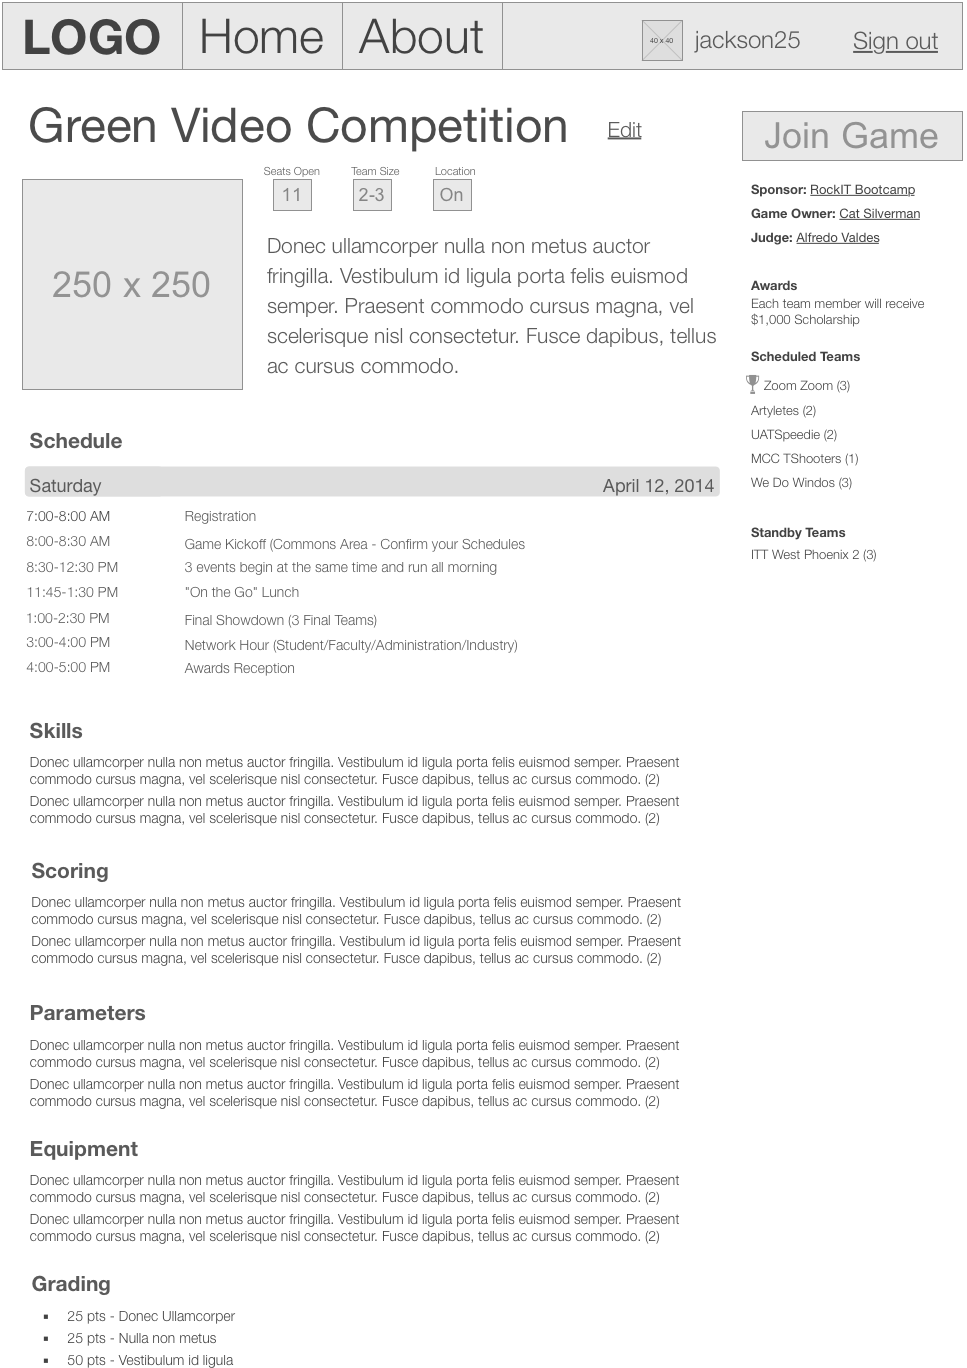 LOGO
Home
About
40 x 40
jackson25
Sign out
Green Video Competition
Edit
Join Game
Seats Open
Team Size
Location
11
2-3
On
250 x 250
Donec ullamcorper nulla non metus auctor
fringilla. Vestibulum id ligula porta felis euismod
semper. Praesent commodo cursus magna, vel
scelerisque nisl consectetur. Fusce dapibus, tellus
ac cursus commodo.
Sponsor: RockIT Bootcamp
Game Owner: Cat Silverman
Judge: Alfredo Valdes
Awards
Each team member will receive
$1,000 Scholarship
Scheduled Teams
Zoom Zoom (3)
Artyletes (2)
UATSpeedie (2)
MCC TShooters (1)
We Do Windos (3)
Standby Teams
ITT West Phoenix 2 (3)
Schedule
Saturday April 12, 2014
7:00-8:00 AM Registration
8:00-8:30 AM Game Kickoff (Commons Area - Confirm your Schedules
8:30-12:30 PM 3 events begin at the same time and run all morning
11:45-1:30 PM "On the Go" Lunch
1:00-2:30 PM Final Showdown (3 Final Teams)
3:00-4:00 PM Network Hour (Student/Faculty/Administration/Industry)
4:00-5:00 PM Awards Reception
Skills
Donec ullamcorper nulla non metus auctor fringilla. Vestibulum id ligula porta felis euismod semper. Praesent
commodo cursus magna, vel scelerisque nisl consectetur. Fusce dapibus, tellus ac cursus commodo. (2)
Donec ullamcorper nulla non metus auctor fringilla. Vestibulum id ligula porta felis euismod semper. Praesent
commodo cursus magna, vel scelerisque nisl consectetur. Fusce dapibus, tellus ac cursus commodo. (2)
Scoring
Donec ullamcorper nulla non metus auctor fringilla. Vestibulum id ligula porta felis euismod semper. Praesent
commodo cursus magna, vel scelerisque nisl consectetur. Fusce dapibus, tellus ac cursus commodo. (2)
Donec ullamcorper nulla non metus auctor fringilla. Vestibulum id ligula porta felis euismod semper. Praesent
commodo cursus magna, vel scelerisque nisl consectetur. Fusce dapibus, tellus ac cursus commodo. (2)
Parameters
Donec ullamcorper nulla non metus auctor fringilla. Vestibulum id ligula porta felis euismod semper. Praesent
commodo cursus magna, vel scelerisque nisl consectetur. Fusce dapibus, tellus ac cursus commodo. (2)
Donec ullamcorper nulla non metus auctor fringilla. Vestibulum id ligula porta felis euismod semper. Praesent
commodo cursus magna, vel scelerisque nisl consectetur. Fusce dapibus, tellus ac cursus commodo. (2)
Equipment
Donec ullamcorper nulla non metus auctor fringilla. Vestibulum id ligula porta felis euismod semper. Praesent
commodo cursus magna, vel scelerisque nisl consectetur. Fusce dapibus, tellus ac cursus commodo. (2)
Donec ullamcorper nulla non metus auctor fringilla. Vestibulum id ligula porta felis euismod semper. Praesent
commodo cursus magna, vel scelerisque nisl consectetur. Fusce dapibus, tellus ac cursus commodo. (2)
Grading
▪ 25 pts - Donec Ullamcorper
▪ 25 pts - Nulla non metus
▪ 50 pts - Vestibulum id ligula